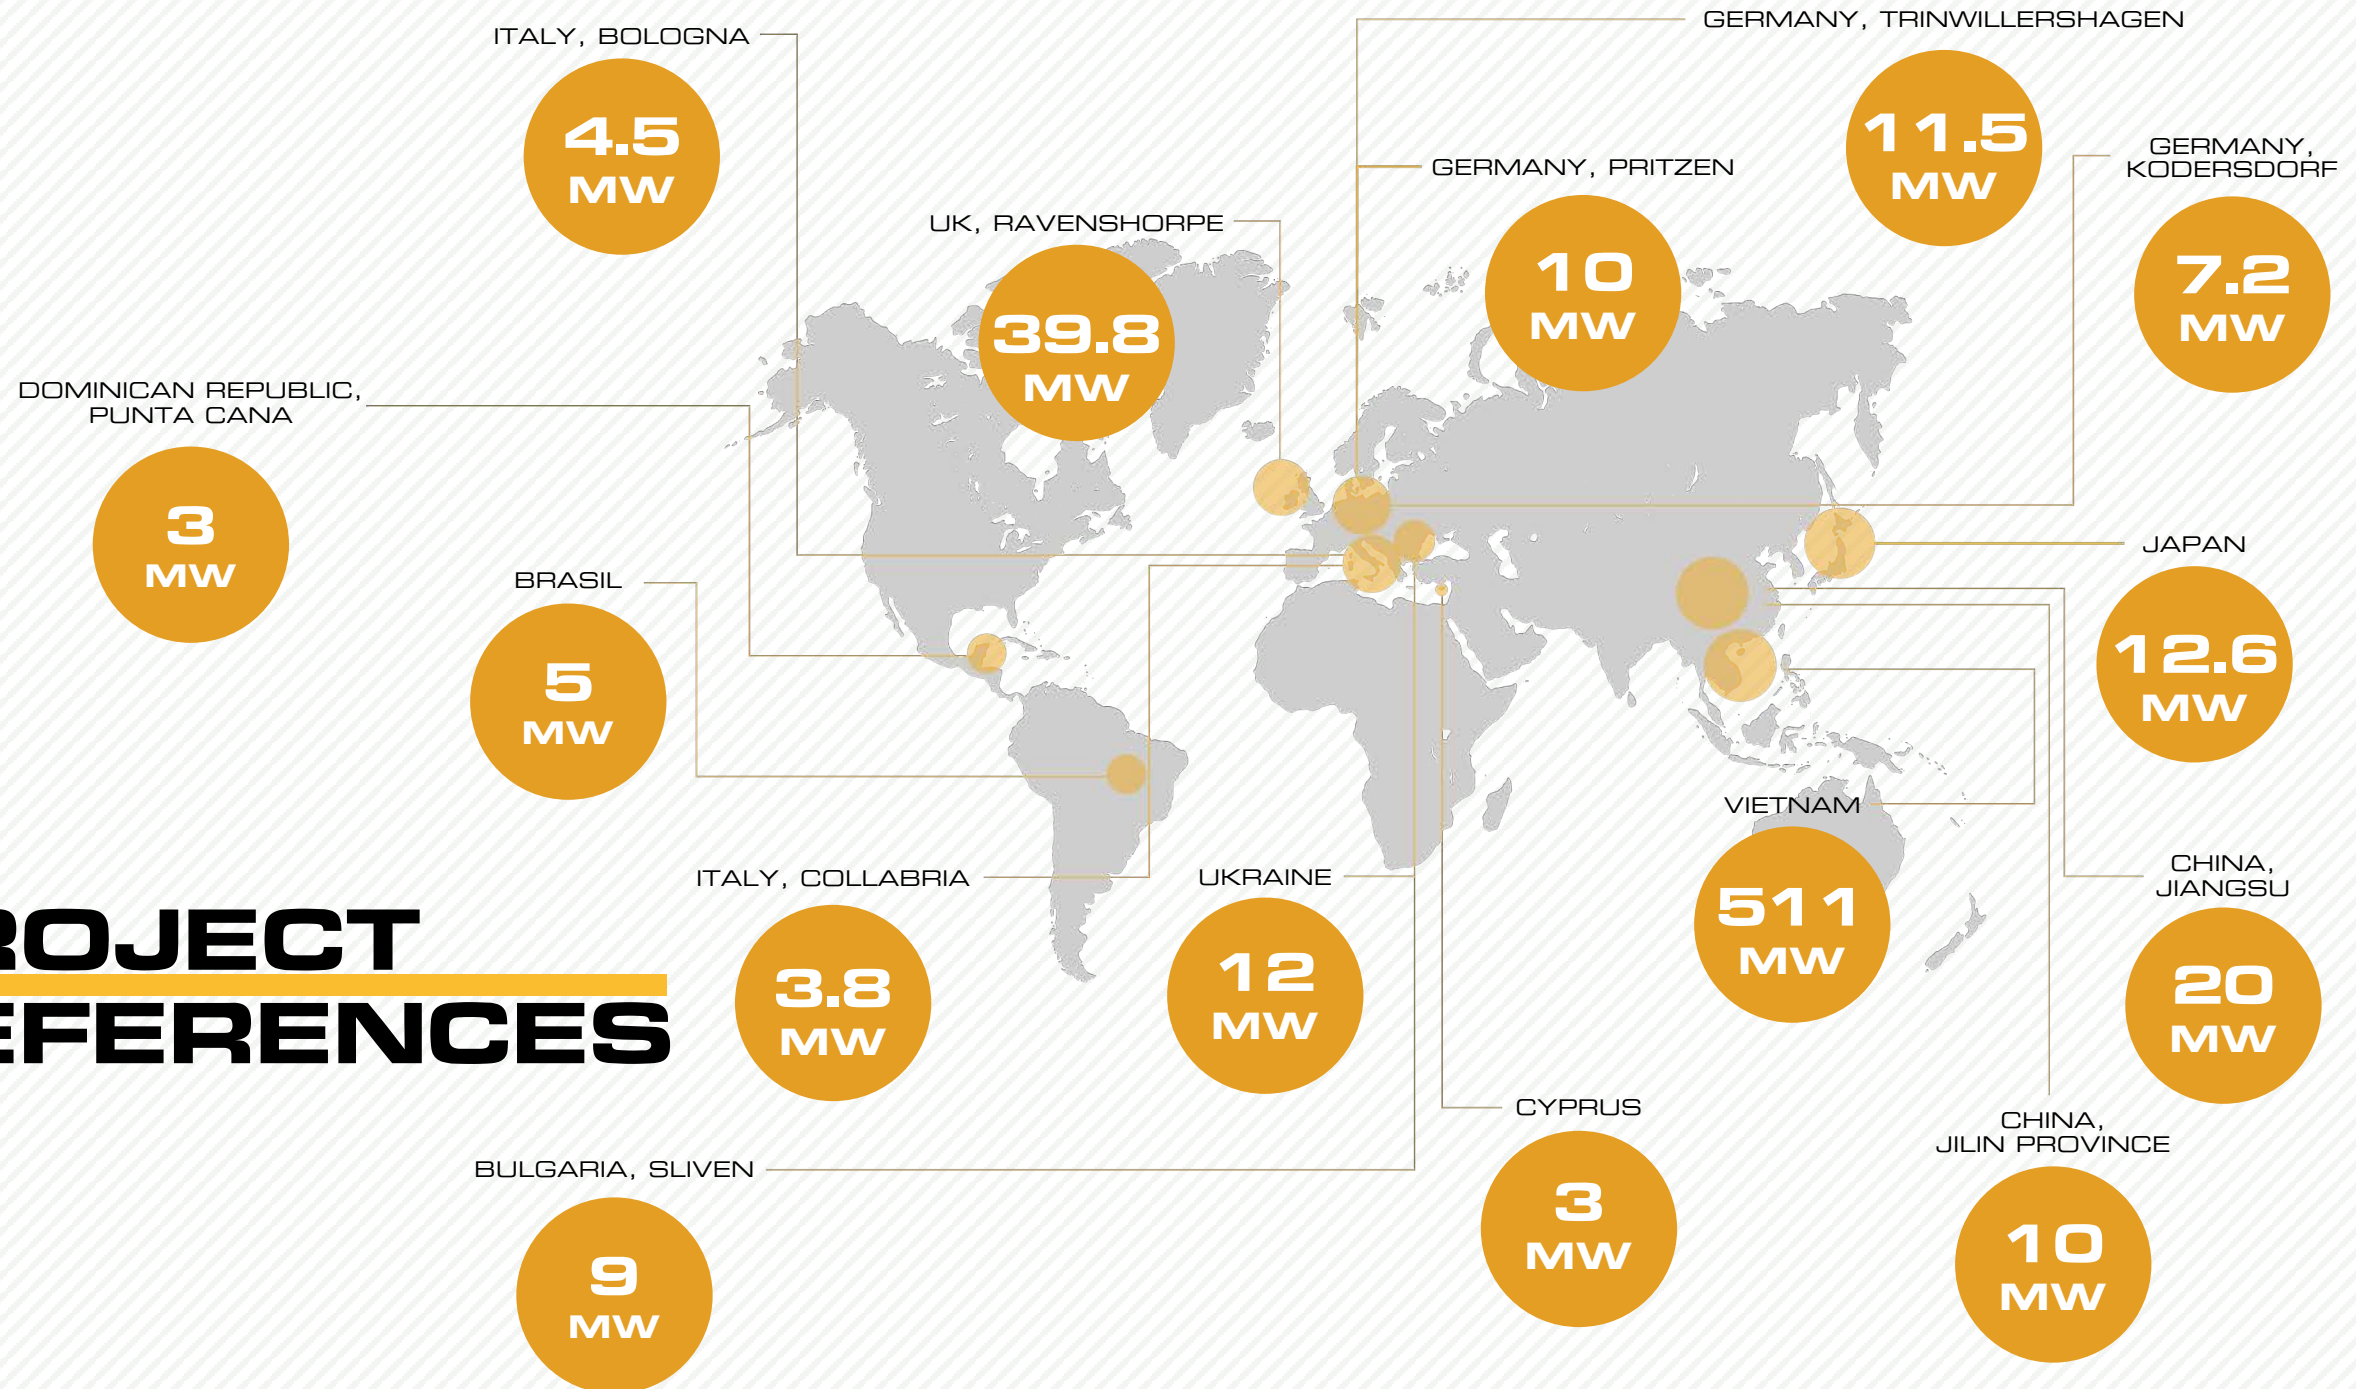 ITALY, BOLOGNA
4.5
MW
GERMANY, TRINWILLERSHAGEN
11.5
MW
GERMANY,
KODERSDORF
7.2
MW
GERMANY, PRITZEN
10
MW
UK, RAVENSHORPE
39.8
MW
DOMINICAN REPUBLIC,
PUNTA CANA
3
MW
BRASIL
5
MW
JAPAN
12.6
MW
VIETNAM
511
MW
CHINA,
JIANGSU
20
MW
ITALY, COLLABRIA
3.8
MW
UKRAINE
12
MW
ROJECT
EFERENCES
CYPRUS
3
MW
CHINA,
JILIN PROVINCE
10
MW
BULGARIA, SLIVEN
9
MW